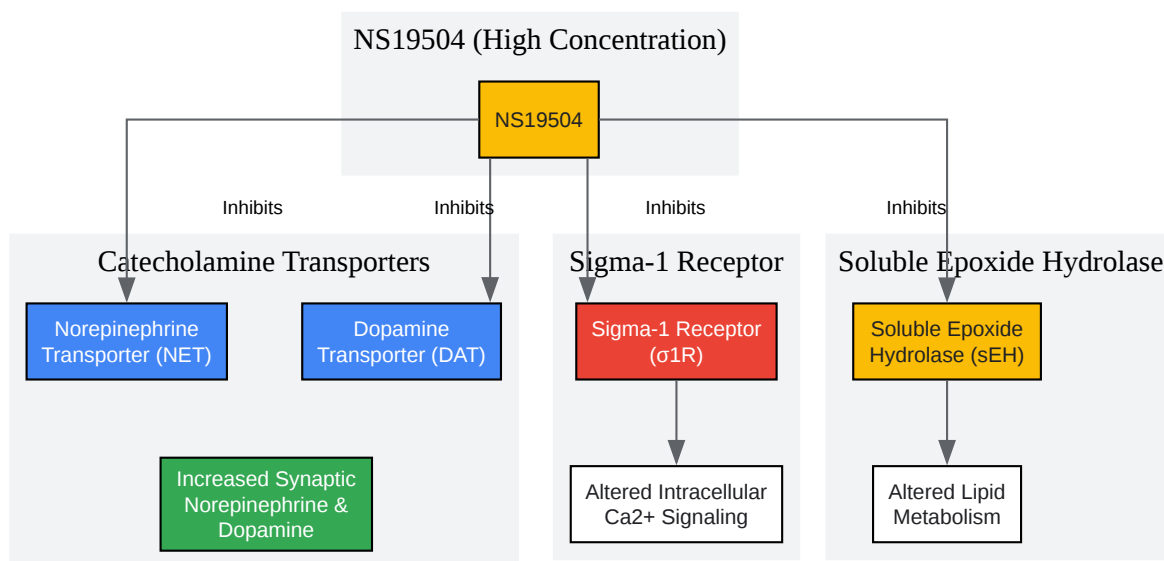 NS19504 (High Concentration)
NS19504
Inhibits
Inhibits
Inhibits
Inhibits
Catecholamine Transporters
Sigma-1 Receptor
Soluble Epoxide Hydrolase
Norepinephrine
Transporter (NET)
Dopamine
Transporter (DAT)
Sigma-1 Receptor
(σ1R)
Soluble Epoxide
Hydrolase (sEH)
Increased Synaptic
Norepinephrine &
Dopamine
Altered Intracellular
Ca2+ Signaling
Altered Lipid
Metabolism